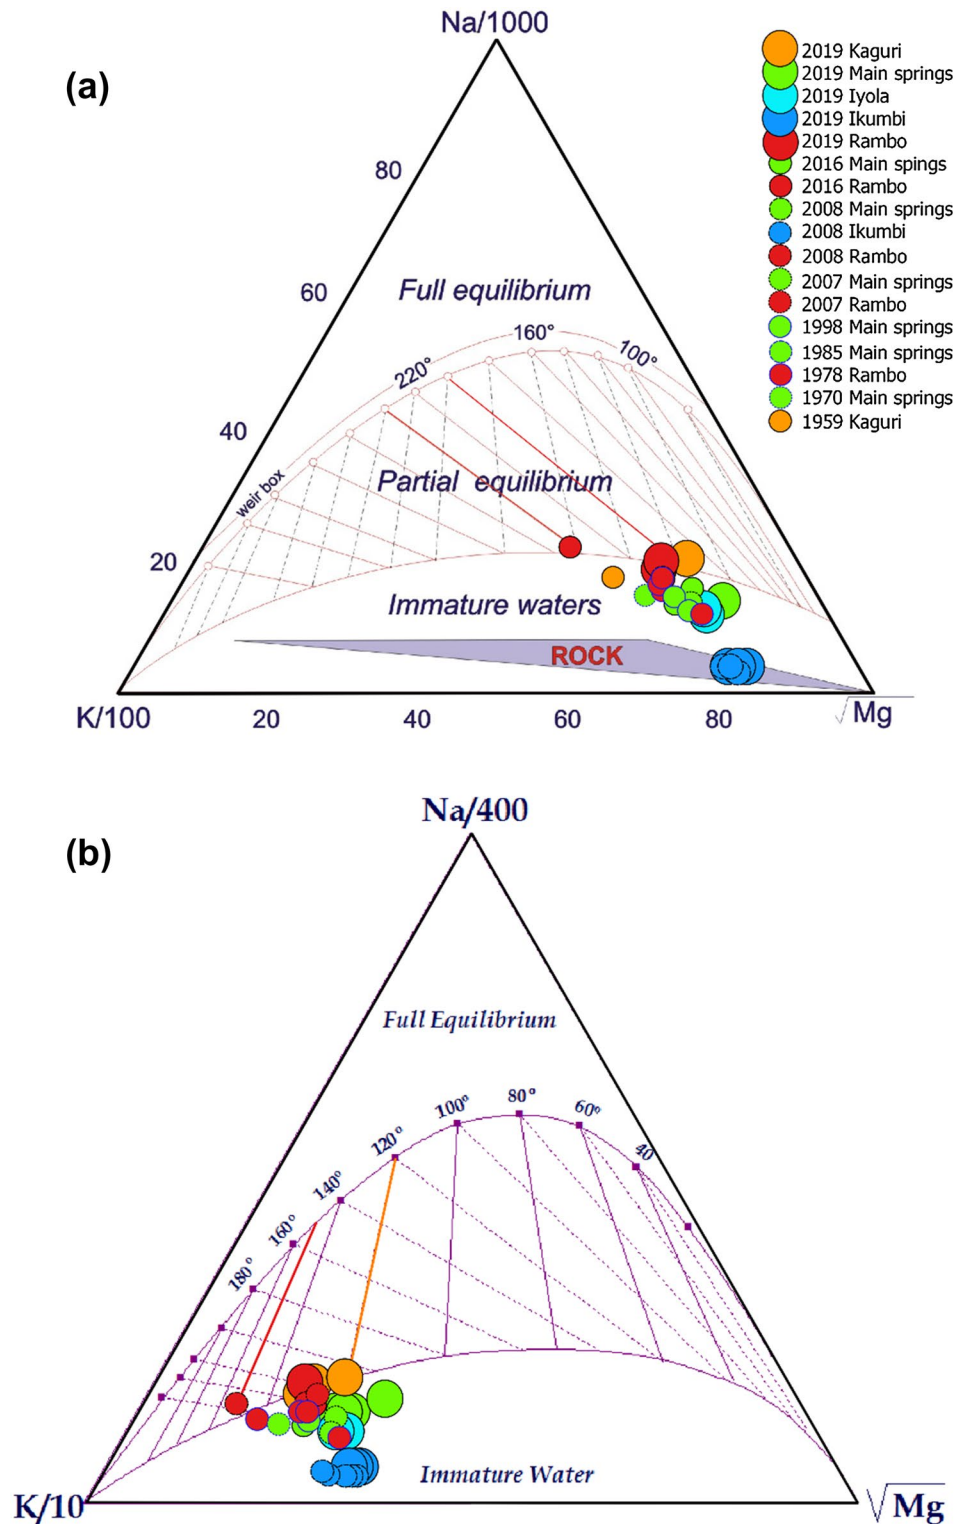 Na/1000
(a)
2019 Kaguri
2019 Main springs
2019 Iyola
2019 Ikumbi
2019 Rambo
2016 Main spings
2016 Rambo
2008 Main springs
2008 Ikumbi
2008 Rambo
2007 Main springs
2007 Rambo
1998 Main springs
1985 Main springs
1978 Rambo
1970 Main springs
1959 Kaguri
80
60
Full equilibrium
160°
100°
220°
40
Partial equilibrium
weir box
20
Immature waters
ROCK
K/100 20 40 60 80 √Mg
Na/400
(b)
Full Equilibrium
80°
100°
60°
120°
40
140°
160°
180°
Immature Water
K/10 √Mg